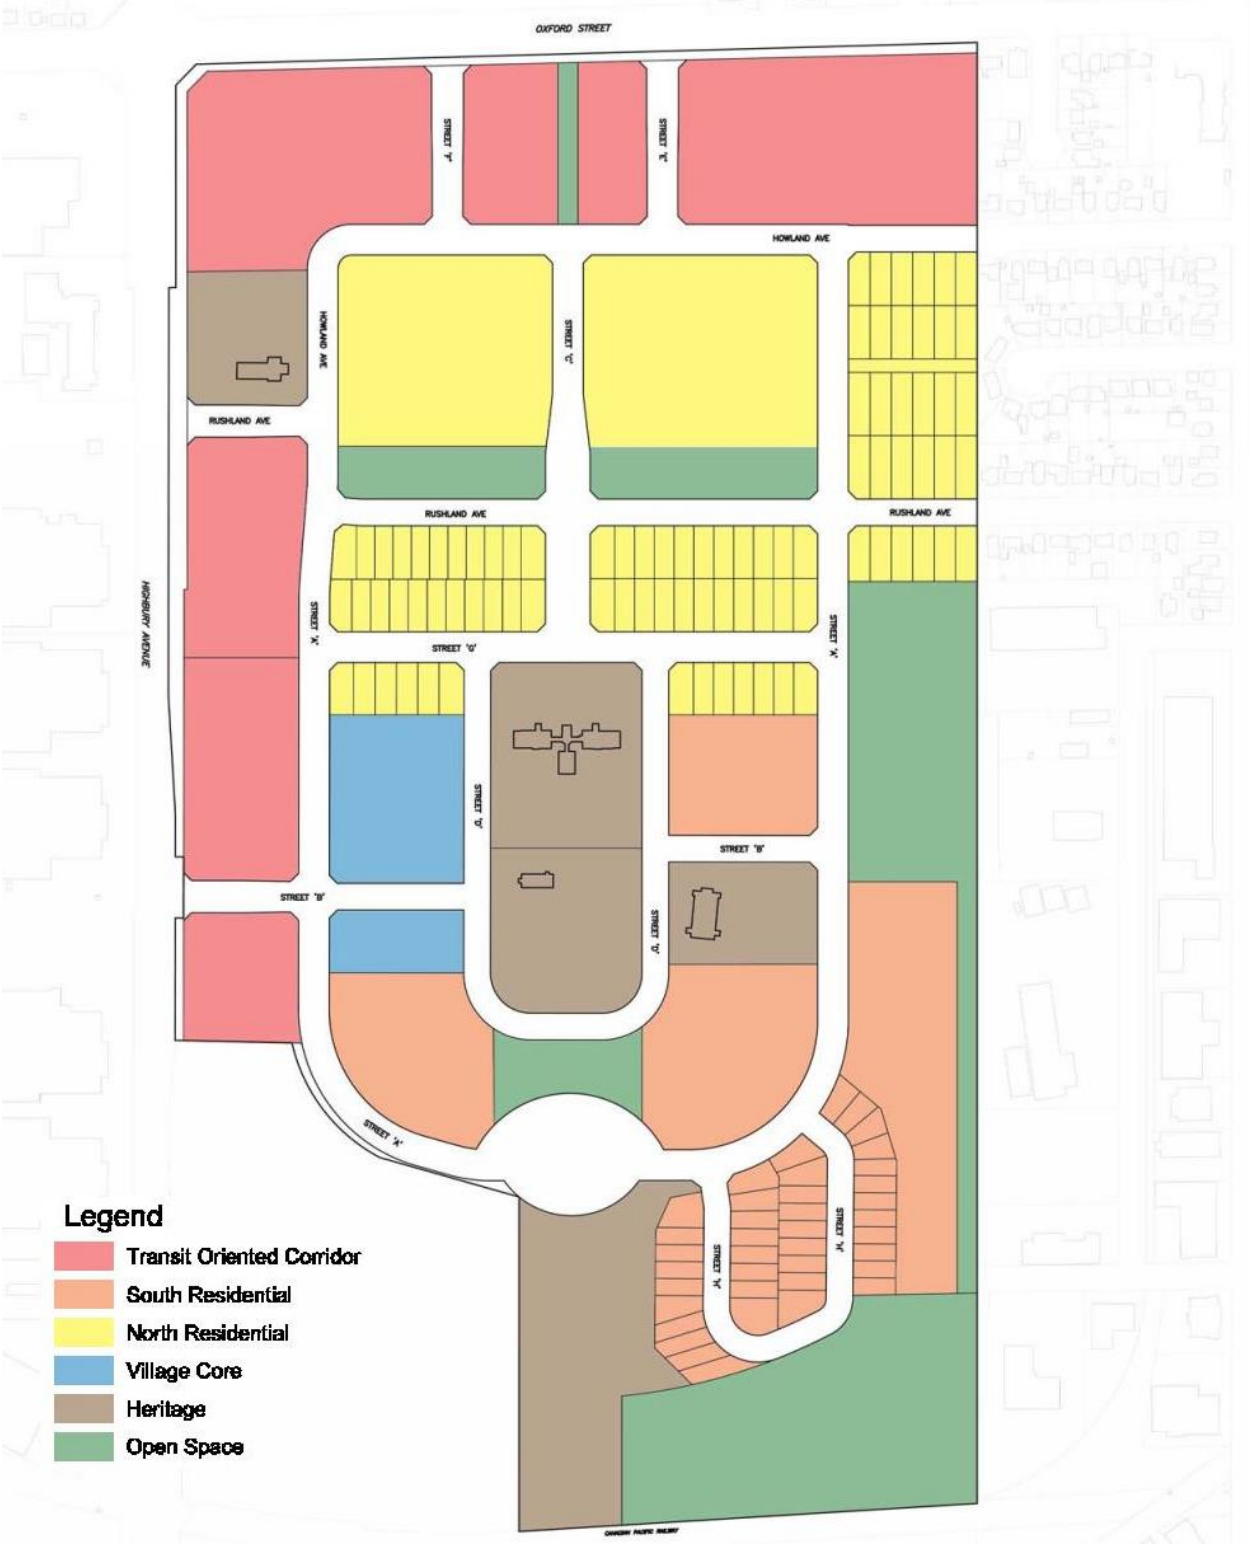 OXFORD STREET
STREET 'F'
STREET 'E'
HOWLAND AVE
HOWLAND AVE
STREET 'C'
RUSHLAND AVE
RUSHLAND AVE
RUSHLAND AVE
HIGHBURY AVENUE
STREET 'A'
STREET 'A'
STREET 'G'
STREET 'D'
STREET 'B'
STREET 'B'
STREET 'D'
STREET 'A'
STREET 'H'
STREET 'H'
Legend
Transit Oriented Corridor
South Residential
North Residential
Village Core
Heritage
Open Space
CANADIAN PACIFIC RAILWAY